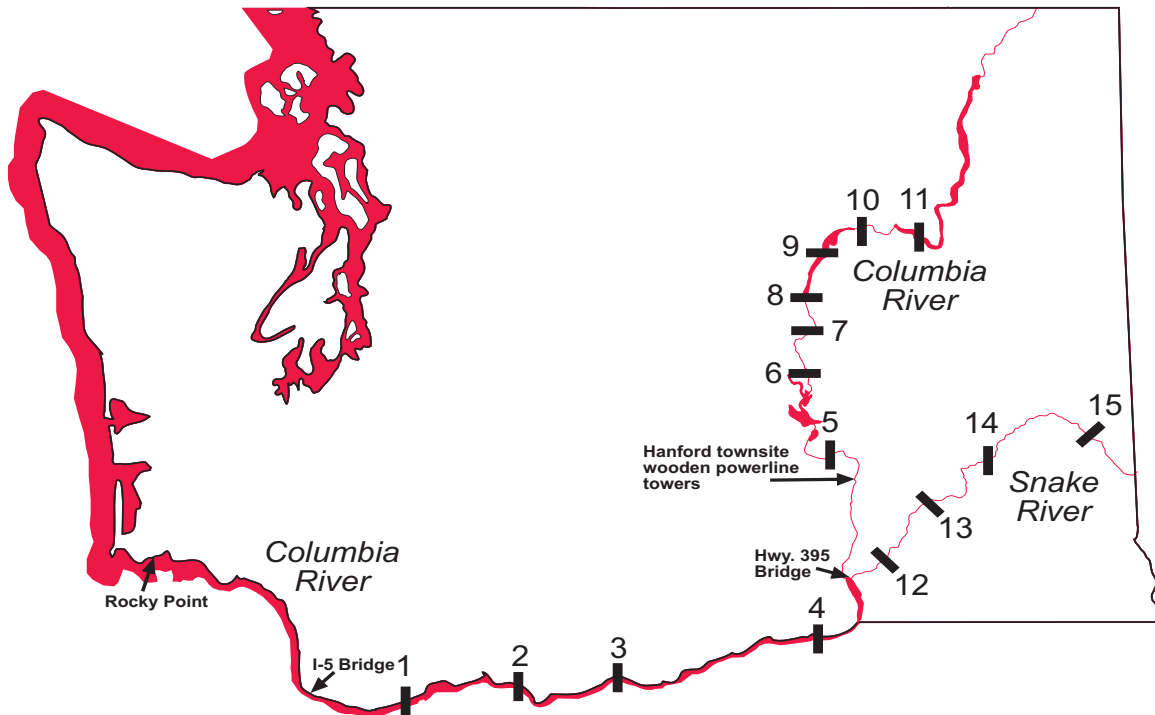 10
11
9
Columbia
River
8
7
6
5
15
14
Hanford townsite
wooden powerline
towers
Snake
River
13
Columbia
River
Hwy. 395
Bridge
12
Rocky Point
4
3
2
1
I-5 Bridge